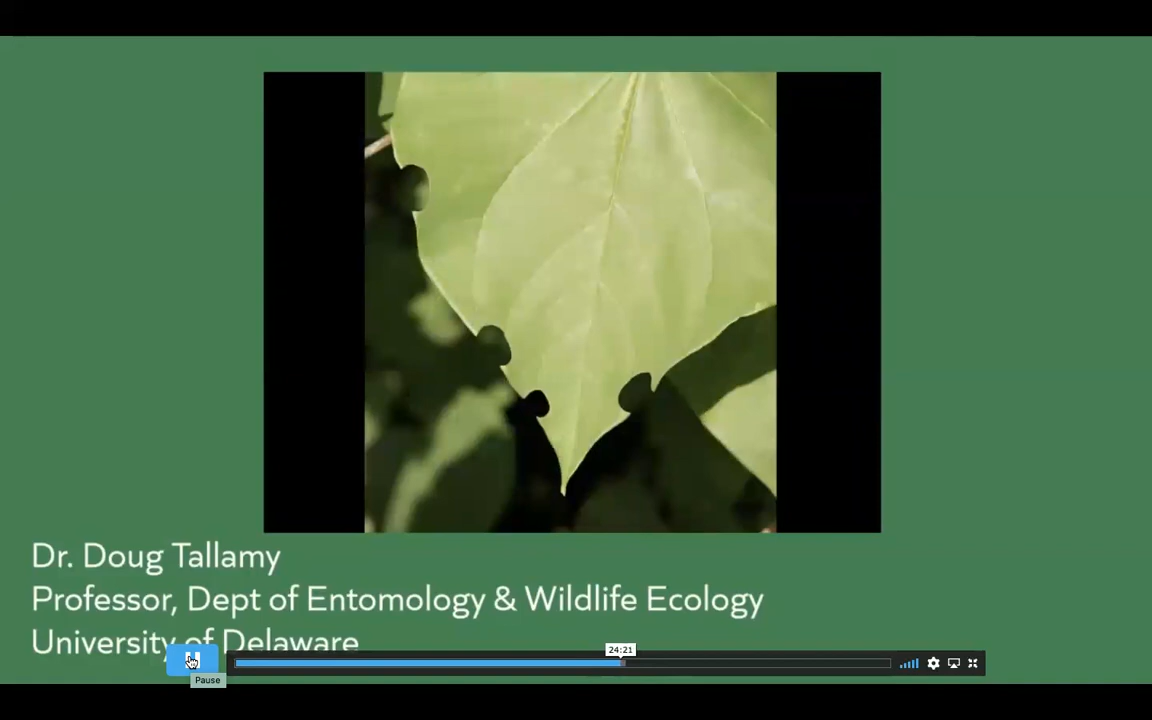 Dr. Doug Tallamy
Professor, Dept of Entomology & Wildlife Ecology
University of Delaware
24:21
Pause